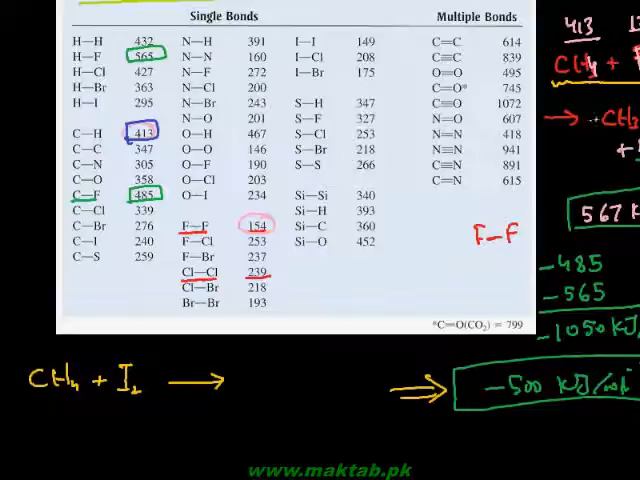 Single Bonds
Multiple Bonds
H—H 432 N—H 391 I—I 149 C=C 614
H—F 565 N—N 160 I—Cl 208 C≡C 839
H—Cl 427 N—F 272 I—Br 175 O=O 495
H—Br 363 N—Cl 200 C=O* 745
H—I 295 N—Br 243 S—H 347 C≡O 1072
N—O 201 S—F 327 N=O 607
C—H 413 O—H 467 S—Cl 253 N=N 418
C—C 347 O—O 146 S—Br 218 N≡N 941
C—N 305 O—F 190 S—S 266 C≡N 891
C—O 358 O—Cl 203 C=N 615
C—F 485 O—I 234 Si—Si 340
C—Cl 339 Si—H 393
C—Br 276 F—F 154 Si—C 360
C—I 240 F—Cl 253 Si—O 452
C—S 259 F—Br 237
Cl—Cl 239
Cl—Br 218
Br—Br 193
*C=O(CO₂) = 799
413
CH₄ +
→ CH₃
+
567 K
F—F
-485
-565
-1050 KJ/
CH₄ + I₂ →
⇒ -500 KJ/mol
www.maktab.pk